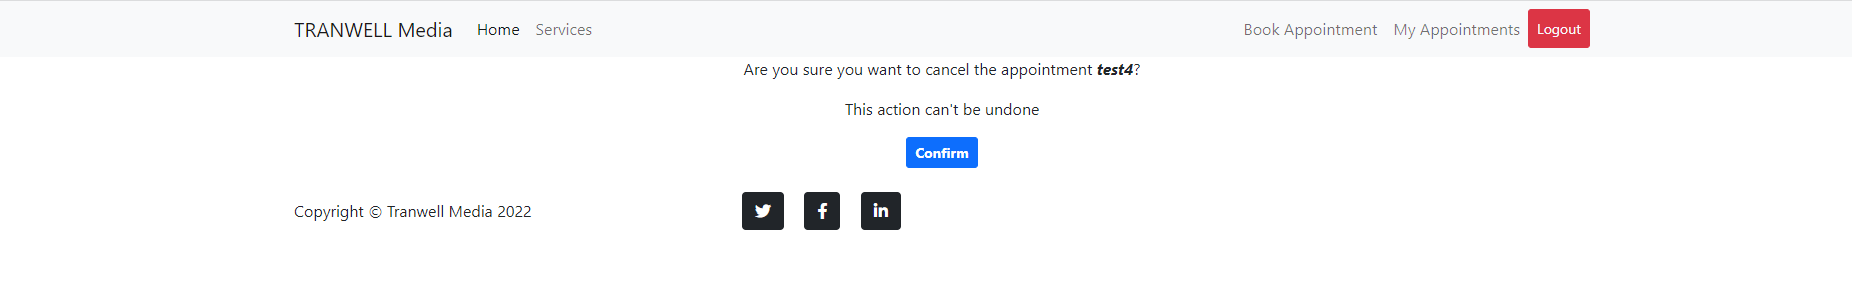 TRANWELL Media Home Services Book Appointment My Appointments Logout
Are you sure you want to cancel the appointment test4?
This action can't be undone
Confirm
Copyright © Tranwell Media 2022